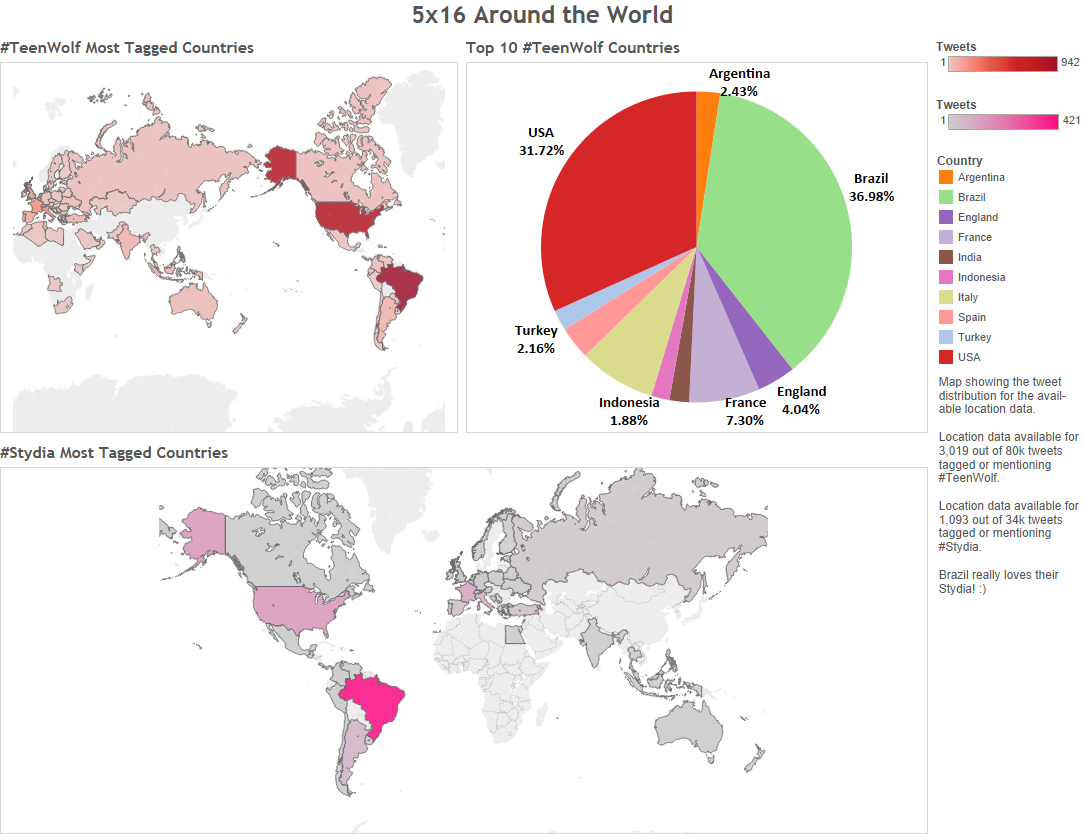 5x16 Around the World
#TeenWolf Most Tagged Countries
Top 10 #TeenWolf Countries
Argentina
2.43%
USA
31.72%
Brazil
36.98%
Turkey
2.16%
Indonesia
1.88%
France
7.30%
England
4.04%
Tweets
1 942
Tweets
1 421
Country
Argentina
Brazil
England
France
India
Indonesia
Italy
Spain
Turkey
USA
Map showing the tweet
distribution for the avail-
able location data.
Location data available for
3,019 out of 80k tweets
tagged or mentioning
#TeenWolf.
Location data available for
1,093 out of 34k tweets
tagged or mentioning
#Stydia.
Brazil really loves their
Stydia! :)
#Stydia Most Tagged Countries